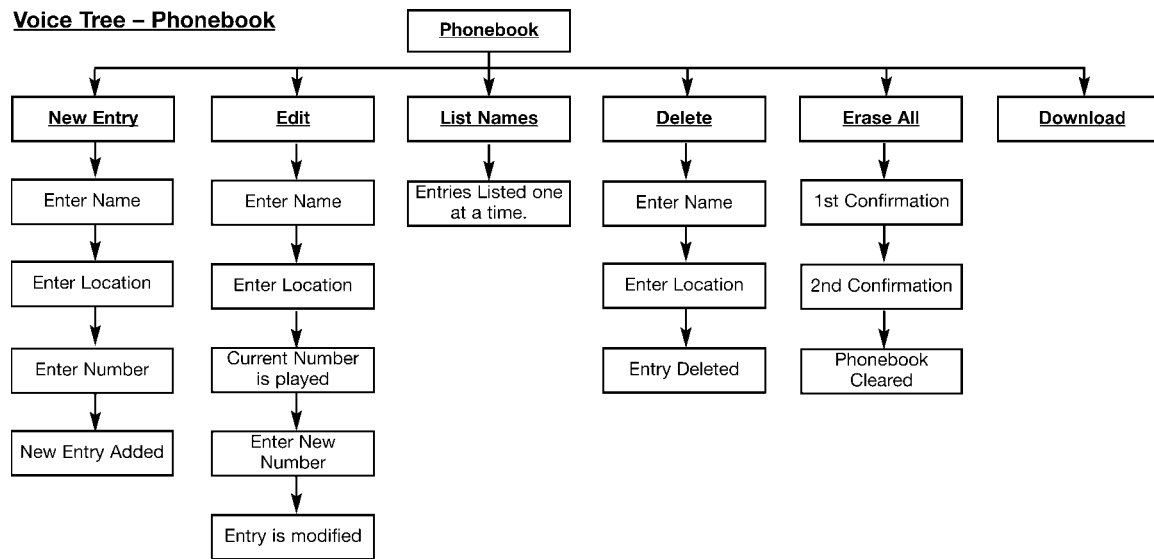 Voice Tree – Phonebook
Phonebook
New Entry
Edit
List Names
Delete
Erase All
Download
Enter Name
Enter Name
Entries Listed one
at a time.
Enter Name
1st Confirmation
Enter Location
Enter Location
Enter Location
2nd Confirmation
Enter Number
Current Number
is played
Entry Deleted
Phonebook
Cleared
New Entry Added
Enter New
Number
Entry is modified